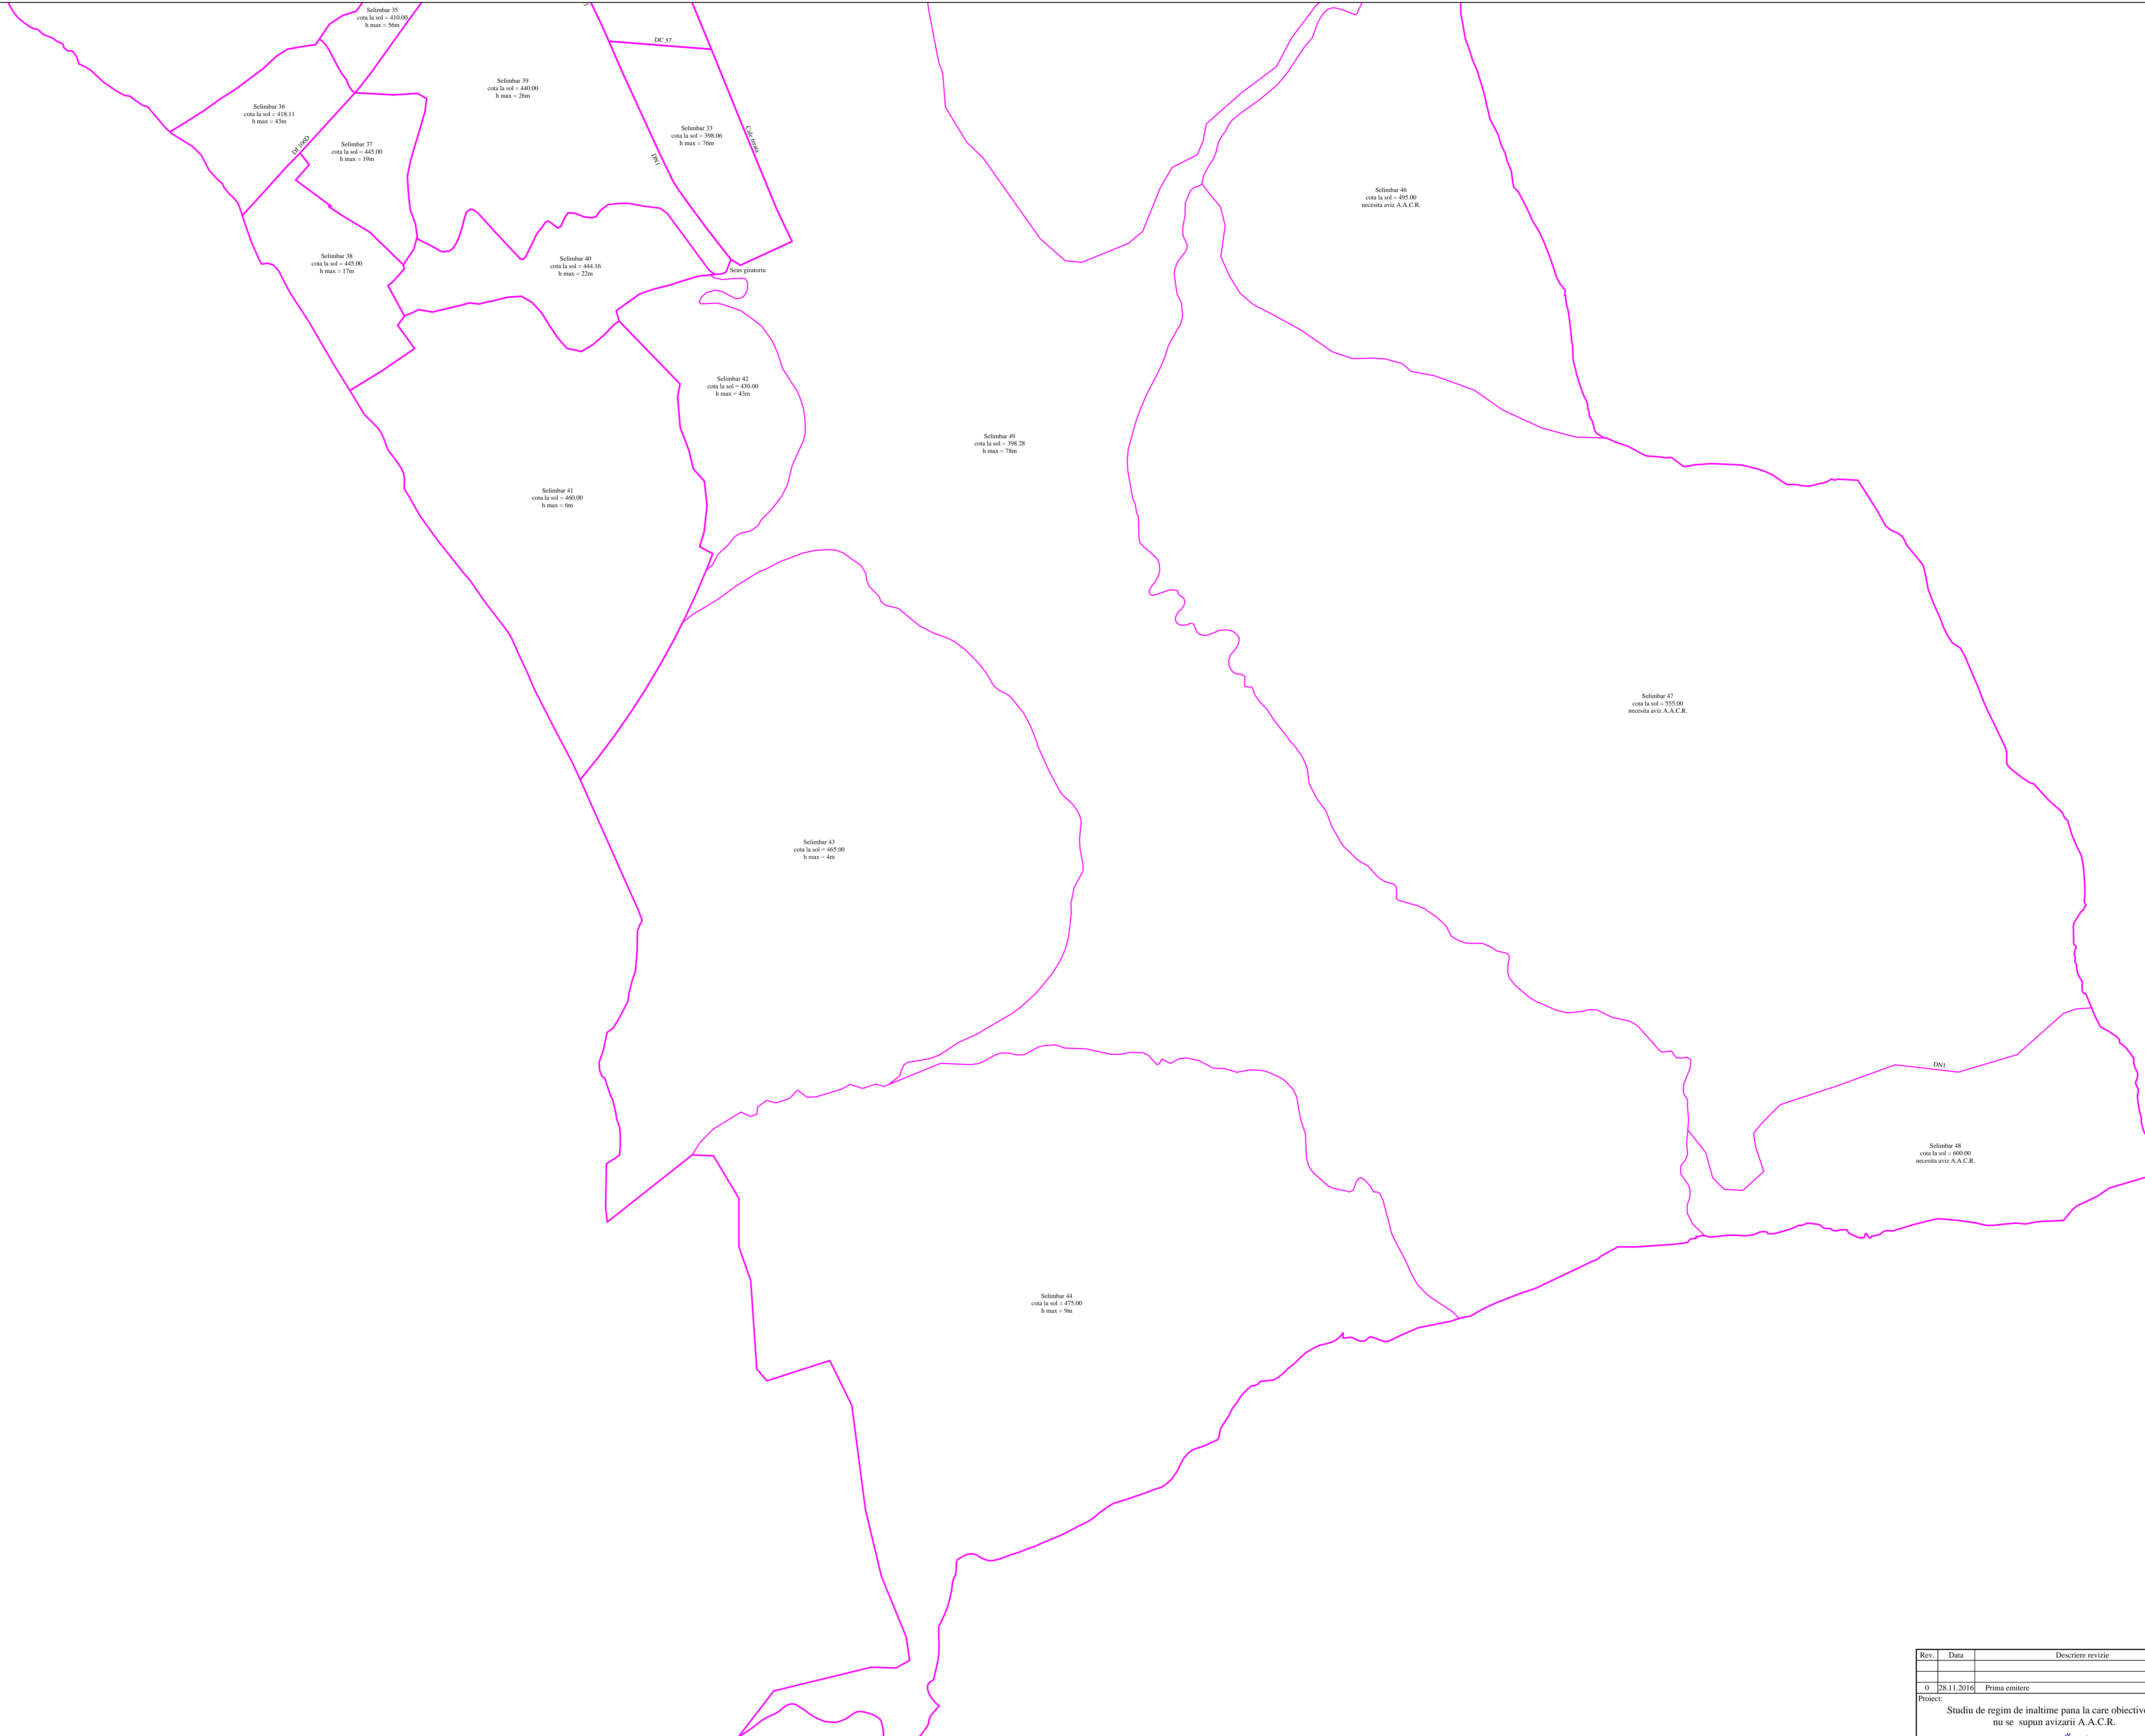 Selimbar 35
cota la sol = 410.00
h max = 56m
DC 57
Selimbar 39
cota la sol = 440.00
h max = 26m
Selimbar 36
cota la sol = 418.11
h max = 43m
Selimbar 33
cota la sol = 398.06
h max = 76m
Cale ferata
DJ 106D
Selimbar 37
cota la sol = 445.00
h max = 19m
DN1
Selimbar 46
cota la sol = 495.00
necesita aviz A.A.C.R.
Selimbar 38
cota la sol = 445.00
h max = 17m
Selimbar 40
cota la sol = 444.16
h max = 22m
Sens giratoriu
Selimbar 42
cota la sol = 430.00
h max = 43m
Selimbar 49
cota la sol = 398.28
h max = 78m
Selimbar 41
cota la sol = 460.00
h max = 6m
Selimbar 47
cota la sol = 555.00
necesita aviz A.A.C.R.
Selimbar 43
cota la sol = 465.00
h max = 4m
DN1
Selimbar 48
cota la sol = 600.00
necesita aviz A.A.C.R.
Selimbar 44
cota la sol = 475.00
h max = 9m
Rev. Data Descriere revizie
0 28.11.2016 Prima emitere
Proiect:
Studiu de regim de inaltime pana la care obiectiv
nu se supun avizarii A.A.C.R.